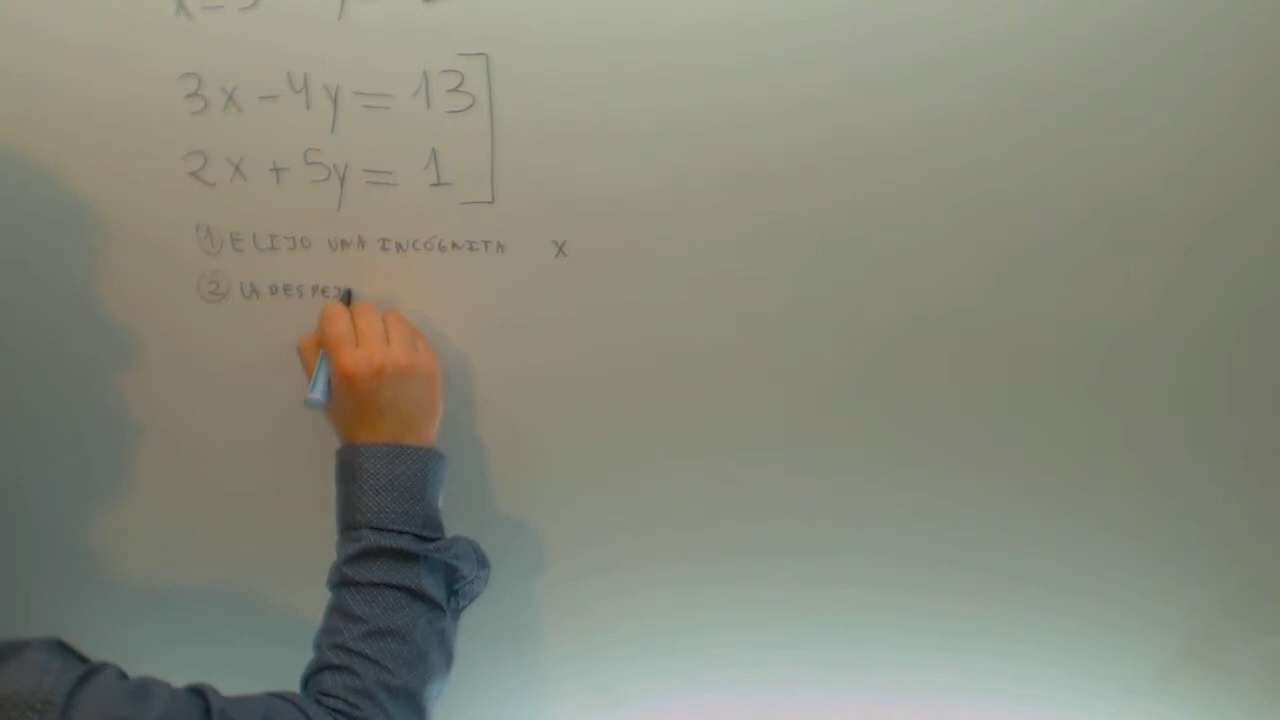 3x - 4y = 13
2x + 5y = 1
① ELIJO UNA INCÓGNITA x
② LA DESPEJ